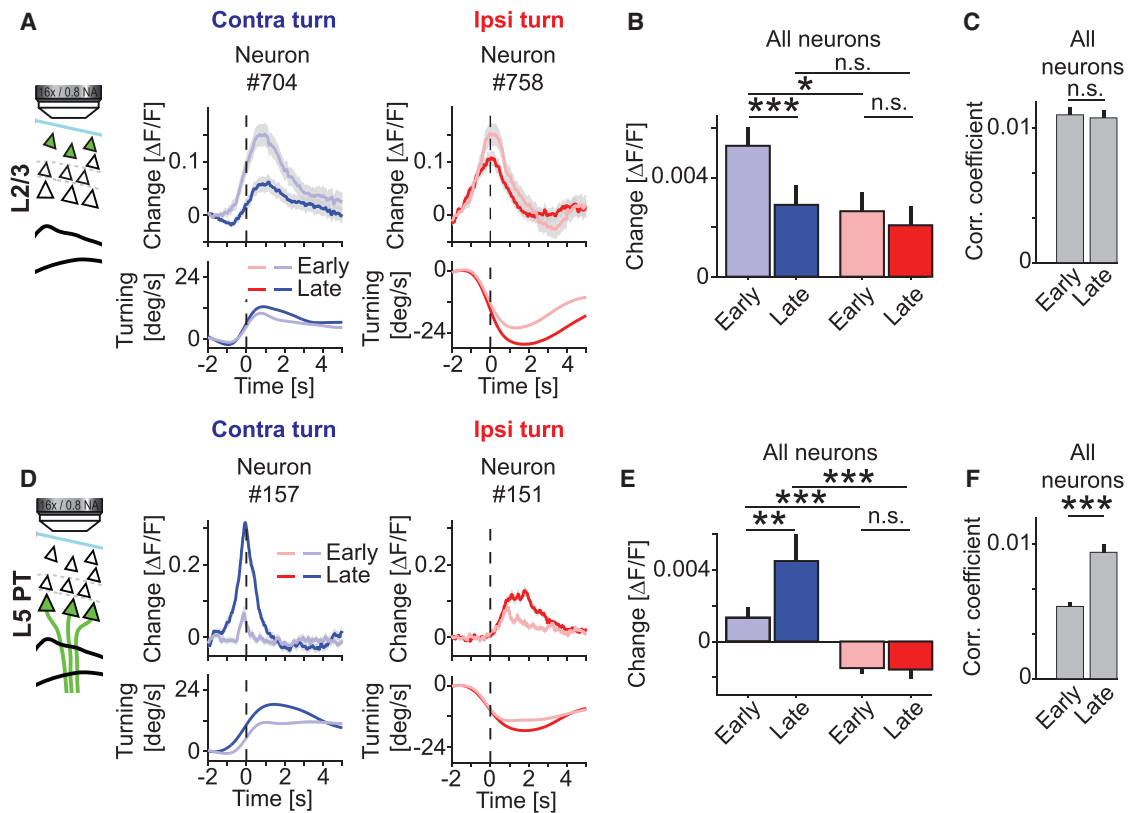 A
Contra turn
Ipsi turn
B
C
Neuron
#704
Neuron
#758
All neurons
All
neurons
n.s.
n.s.
*
***
n.s.
16x / 0.8 NA
L2/3
Change [ΔF/F]
0.1
0
Change [ΔF/F]
0.1
0
Change [ΔF/F]
0.004
0
Early
Late
Early
Late
Corr. coefficient
0.01
0
Early
Late
Turning
[deg/s]
24
0
Early
Late
-2 0 2 4
Time [s]
Turning
[deg/s]
0
-24
-2 0 2 4
Time [s]
Contra turn
Ipsi turn
D
E
F
Neuron
#157
Neuron
#151
All neurons
All
neurons
***
***
***
**
n.s.
16x / 0.8 NA
L5 PT
Change [ΔF/F]
0.2
0
Early
Late
Change [ΔF/F]
0.2
0
Change [ΔF/F]
0.004
0
Early
Late
Early
Late
Corr. coefficient
0.01
0
Early
Late
Turning
[deg/s]
24
0
-2 0 2 4
Time [s]
Turning
[deg/s]
0
-24
-2 0 2 4
Time [s]